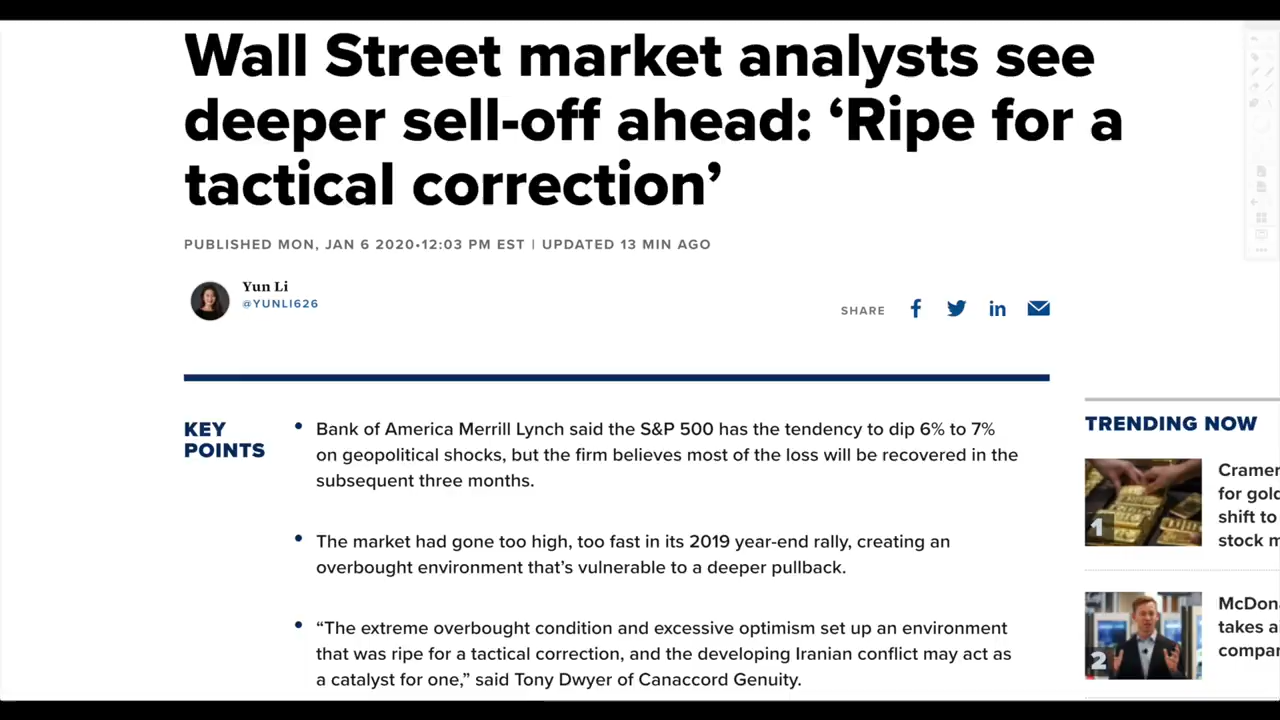 Wall Street market analysts see
deeper sell-off ahead: ‘Ripe for a
tactical correction’
PUBLISHED MON, JAN 6 2020•12:03 PM EST | UPDATED 13 MIN AGO
Yun Li
@YUNLI626
SHARE
KEY
POINTS
• Bank of America Merrill Lynch said the S&P 500 has the tendency to dip 6% to 7%
on geopolitical shocks, but the firm believes most of the loss will be recovered in the
subsequent three months.
• The market had gone too high, too fast in its 2019 year-end rally, creating an
overbought environment that’s vulnerable to a deeper pullback.
• “The extreme overbought condition and excessive optimism set up an environment
that was ripe for a tactical correction, and the developing Iranian conflict may act as
a catalyst for one,” said Tony Dwyer of Canaccord Genuity.
TRENDING NOW
1
Cramer
for gold
shift to
stock m
2
McDon
takes a
compan